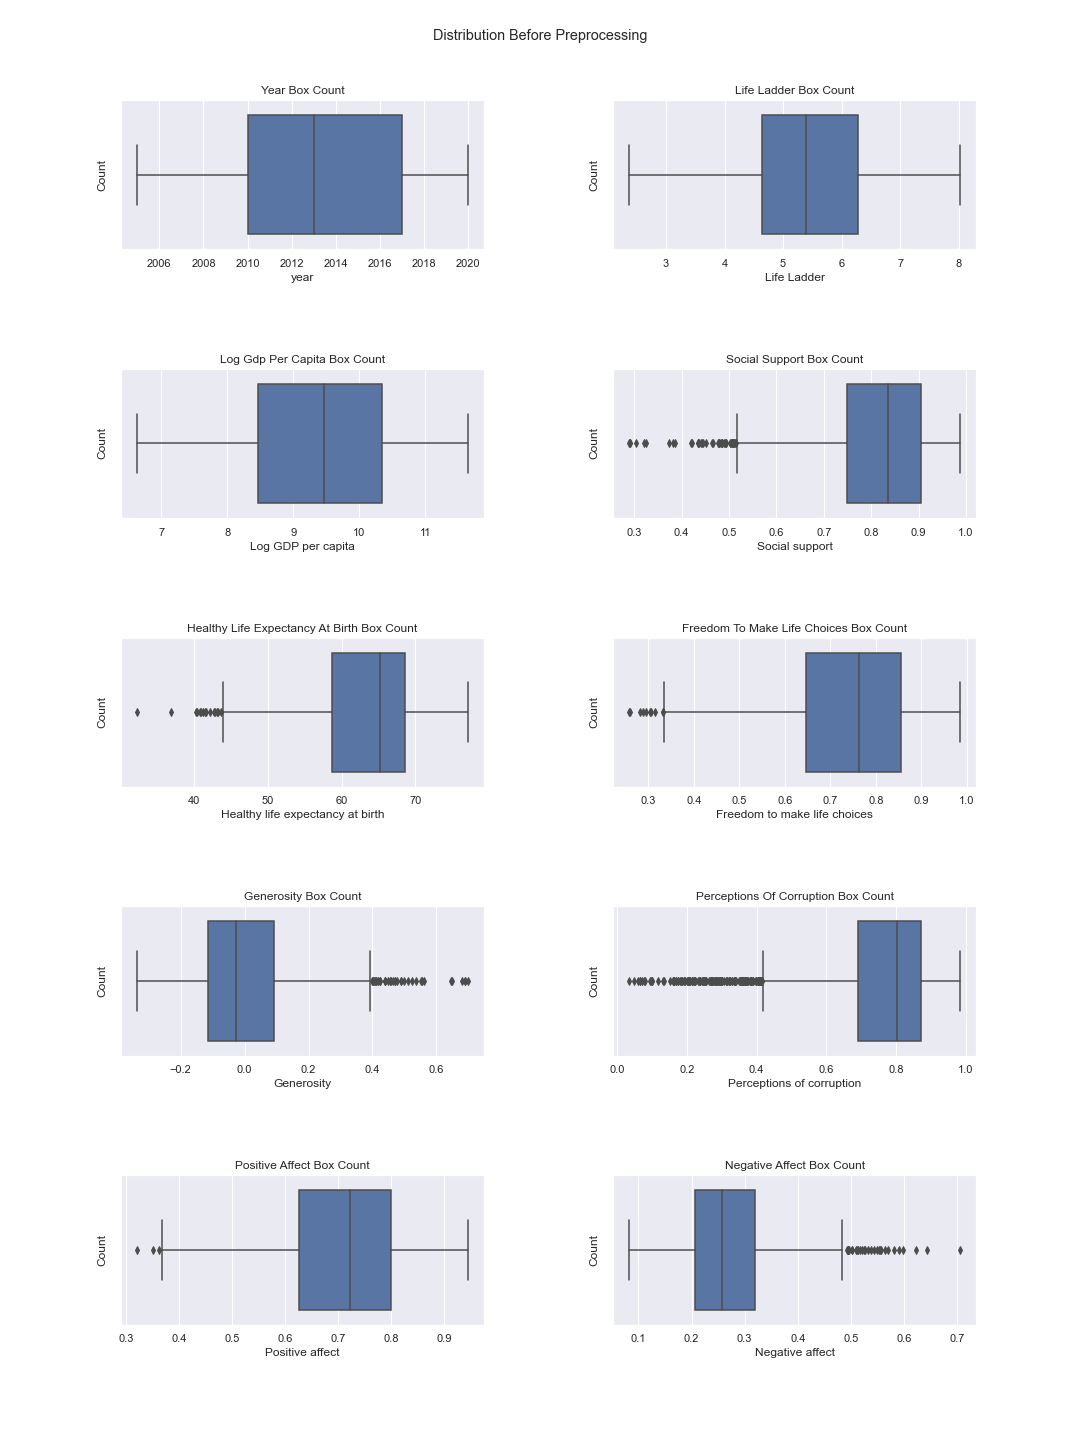 Distribution Before Preprocessing
Year Box Count
Count
2006 2008 2010 2012 2014 2016 2018 2020
year
Life Ladder Box Count
Count
3 4 5 6 7 8
Life Ladder
Log Gdp Per Capita Box Count
Count
7 8 9 10 11
Log GDP per capita
Social Support Box Count
Count
0.3 0.4 0.5 0.6 0.7 0.8 0.9 1.0
Social support
Healthy Life Expectancy At Birth Box Count
Count
40 50 60 70
Healthy life expectancy at birth
Freedom To Make Life Choices Box Count
Count
0.3 0.4 0.5 0.6 0.7 0.8 0.9 1.0
Freedom to make life choices
Generosity Box Count
Count
−0.2 0.0 0.2 0.4 0.6
Generosity
Perceptions Of Corruption Box Count
Count
0.0 0.2 0.4 0.6 0.8 1.0
Perceptions of corruption
Positive Affect Box Count
Count
0.3 0.4 0.5 0.6 0.7 0.8 0.9
Positive affect
Negative Affect Box Count
Count
0.1 0.2 0.3 0.4 0.5 0.6 0.7
Negative affect